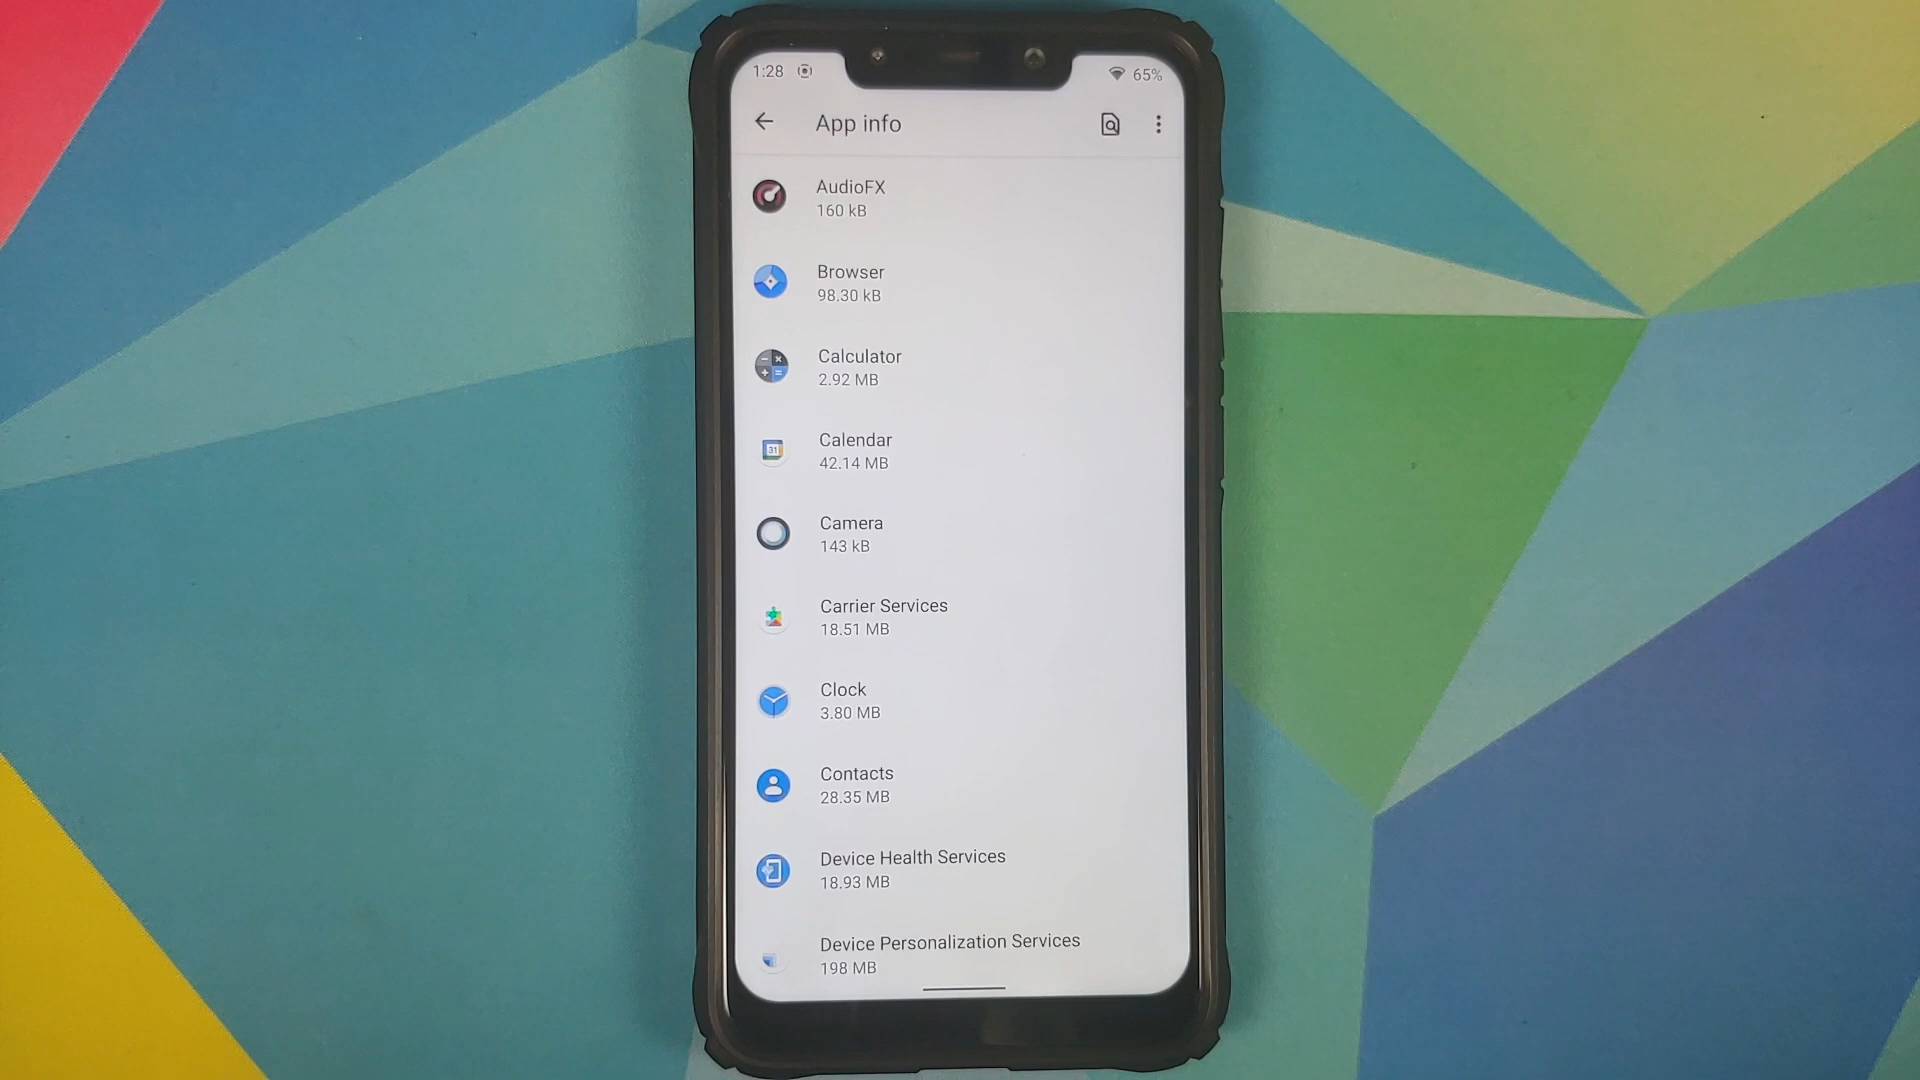 1:28
65%
App info
AudioFX
160 kB
Browser
98.30 kB
Calculator
2.92 MB
Calendar
42.14 MB
31
Camera
143 kB
Carrier Services
18.51 MB
Clock
3.80 MB
Contacts
28.35 MB
Device Health Services
18.93 MB
Device Personalization Services
198 MB